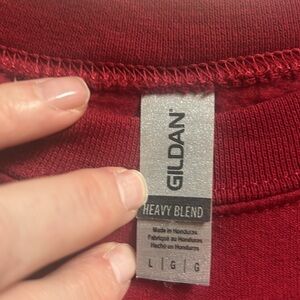 GILDAN
HEAVY BLEND
Made in Honduras
Fabriqué au Honduras
Hecho en Honduras
L | G | G